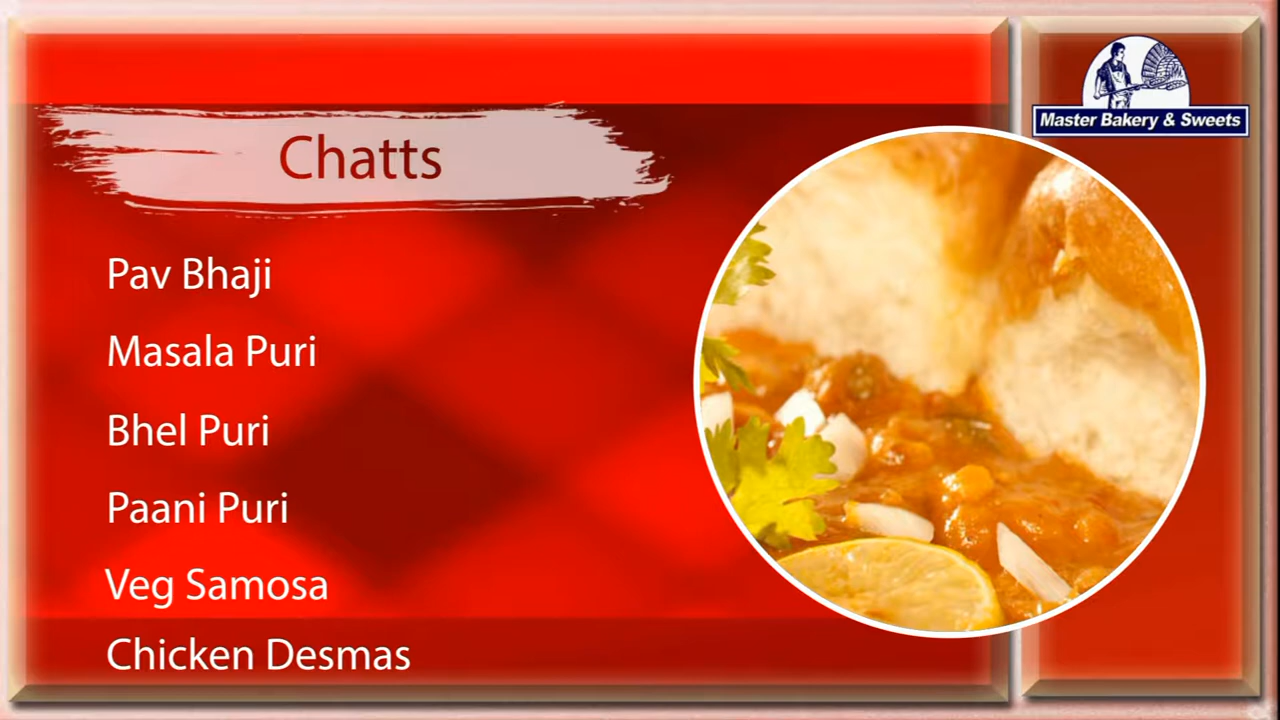 Master Bakery & Sweets
Chatts
Pav Bhaji
Masala Puri
Bhel Puri
Paani Puri
Veg Samosa
Chicken Desmas